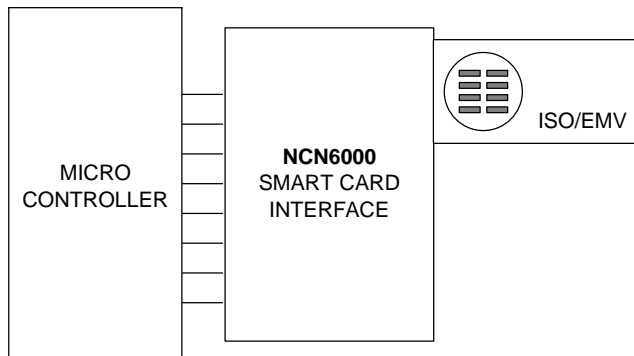 MICRO
CONTROLLER
NCN6000
SMART CARD
INTERFACE
ISO/EMV